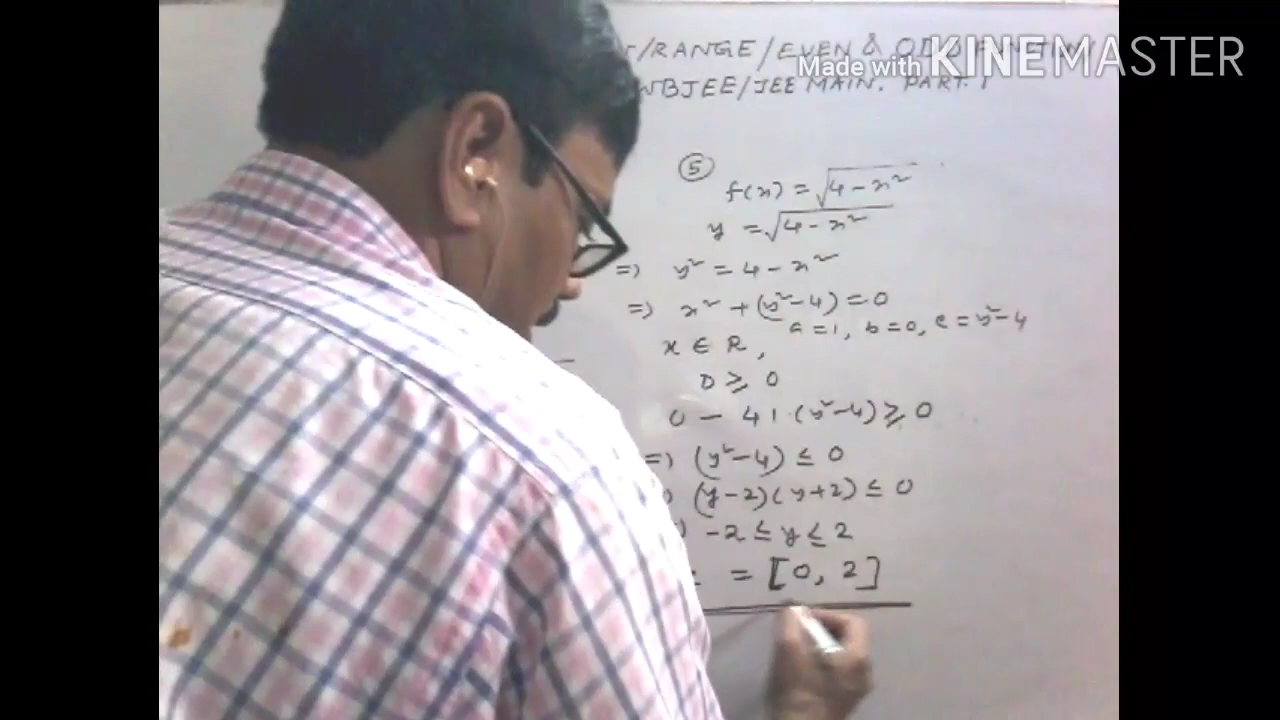 /RANGE/EVEN & ODD FUNCTION
Made with KINEMASTER
WBJEE/JEE MAIN. PART. 1
⑤
f(x) = √4 - x²
y = √4 - x²
=) y² = 4 - x²
=) x² + (y² - 4) = 0
a = 1, b = 0, c = y² - 4
x ∈ R,
D ≥ 0
0 - 4 1 . (y² - 4) ≥ 0
=) (y² - 4) ≤ 0
) (y - 2)(y + 2) ≤ 0
) -2 ≤ y ≤ 2
= [0, 2]